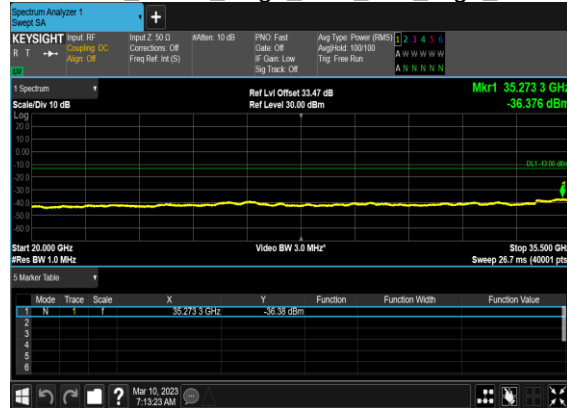 Spectrum Analyzer 1
Swept SA
KEYSIGHT Input: RF Input Z: 50 Ω #Atten: 10 dB PNO: Fast Avg Type: Power (RMS) 1 2 3 4 5 6
R T Coupling: DC Corrections: Off Gate: Off Avg|Hold: 100/100 A W W W W W
Align: Off Freq Ref: Int (S) IF Gain: Low Trig: Free Run
Sig Track: Off A N N N N N
1 Spectrum Ref Lvl Offset 33.47 dB Mkr1 35.273 3 GHz
Scale/Div 10 dB Ref Level 30.00 dBm -36.376 dBm
Log
20.0
10.0
0.00
-10.0 DL1 -13.00 dBm
-20.0
-30.0 1
-40.0
-50.0
-60.0
Start 20.000 GHz Video BW 3.0 MHz* Stop 35.500 GHz
#Res BW 1.0 MHz Sweep 26.7 ms (40001 pts)
5 Marker Table
Mode Trace Scale X Y Function Function Width Function Value
1 N 1 f 35.273 3 GHz -36.38 dBm
2
3
4
5
6
? Mar 10, 2023
7:13:23 AM